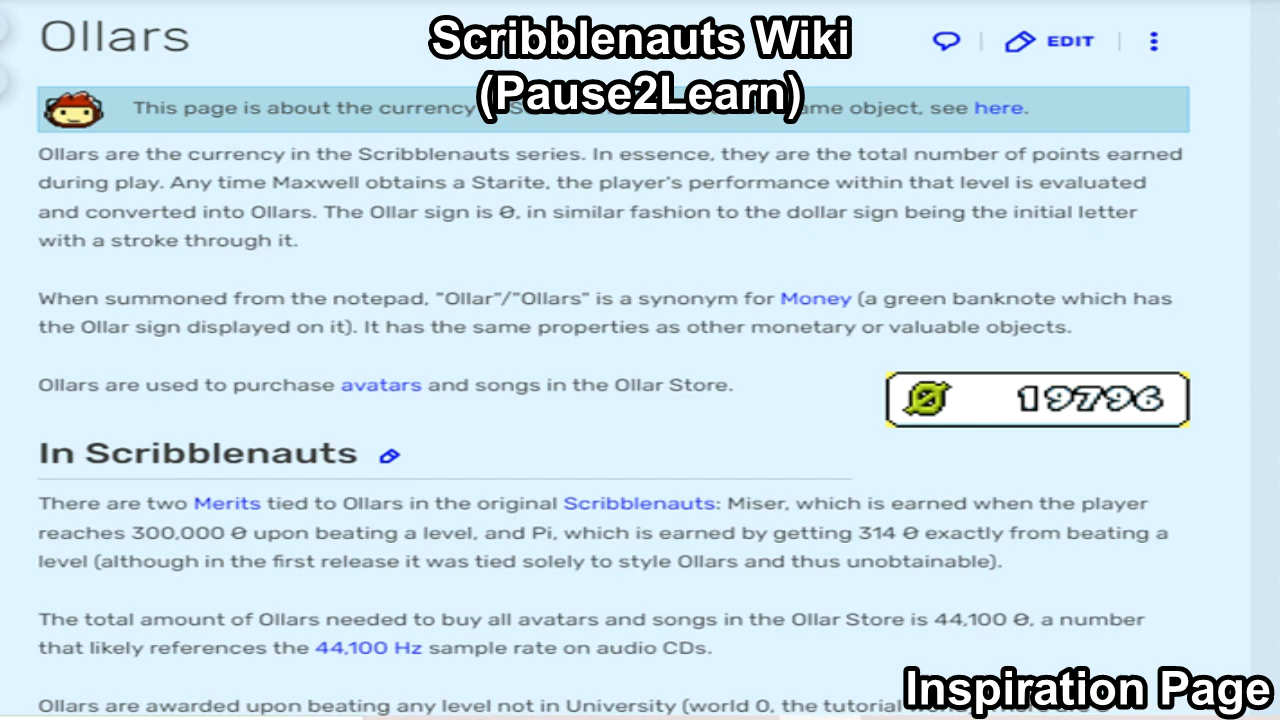 Ollars
Scribblenauts Wiki
(Pause2Learn)
EDIT
This page is about the currency ame object, see here.
Ollars are the currency in the Scribblenauts series. In essence, they are the total number of points earned
during play. Any time Maxwell obtains a Starite, the player's performance within that level is evaluated
and converted into Ollars. The Ollar sign is Θ, in similar fashion to the dollar sign being the initial letter
with a stroke through it.
When summoned from the notepad, "Ollar"/"Ollars" is a synonym for Money (a green banknote which has
the Ollar sign displayed on it). It has the same properties as other monetary or valuable objects.
Ollars are used to purchase avatars and songs in the Ollar Store.
19796
In Scribblenauts
There are two Merits tied to Ollars in the original Scribblenauts: Miser, which is earned when the player
reaches 300,000 Θ upon beating a level, and Pi, which is earned by getting 314 Θ exactly from beating a
level (although in the first release it was tied solely to style Ollars and thus unobtainable).
The total amount of Ollars needed to buy all avatars and songs in the Ollar Store is 44,100 Θ, a number
that likely references the 44,100 Hz sample rate on audio CDs.
Ollars are awarded upon beating any level not in University (world 0, the tutorial
Inspiration Page